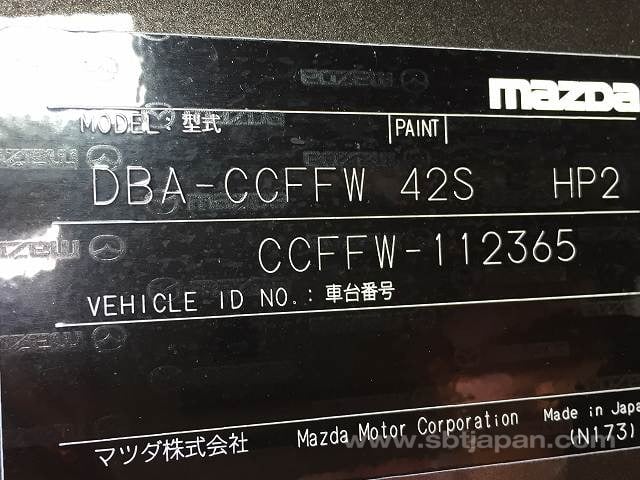 mazda
MODEL : 型式 PAINT
DBA-CCFFW 42S HP2
CCFFW-112365
VEHICLE ID NO. : 車台番号
マツダ株式会社 Mazda Motor Corporation Made in Japa
(N173)
www.sbtjapan.com